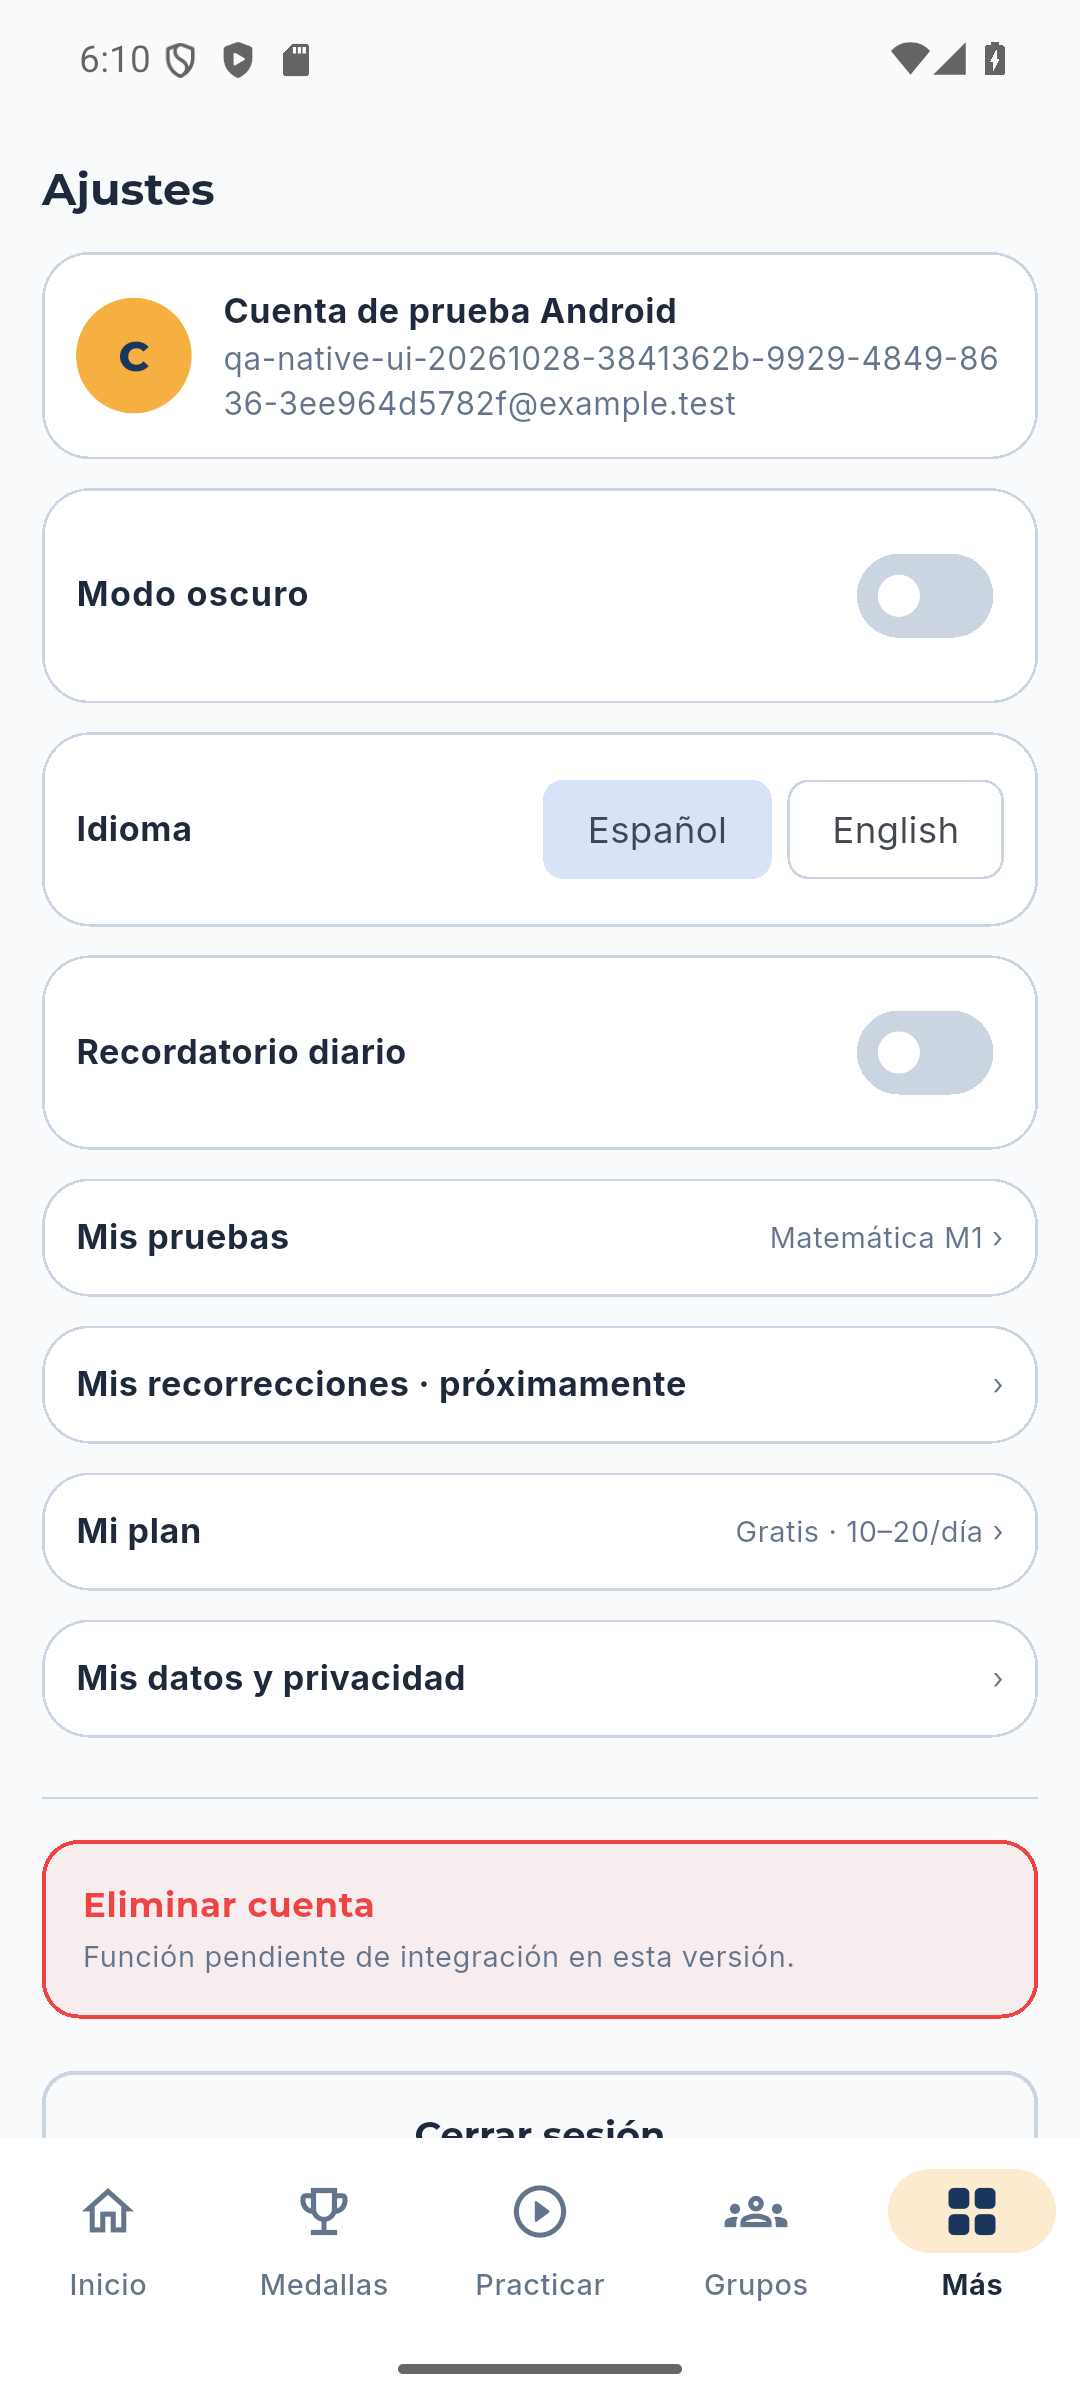 6:10
Ajustes
C
Cuenta de prueba Android
qa-native-ui-20261028-3841362b-9929-4849-86
36-3ee964d5782f@example.test
Modo oscuro
Idioma
Español
English
Recordatorio diario
Mis pruebas
Matemática M1 ›
Mis recorrecciones · próximamente
›
Mi plan
Gratis · 10–20/día ›
Mis datos y privacidad
›
Eliminar cuenta
Función pendiente de integración en esta versión.
Cerrar sesión
Inicio
Medallas
Practicar
Grupos
Más